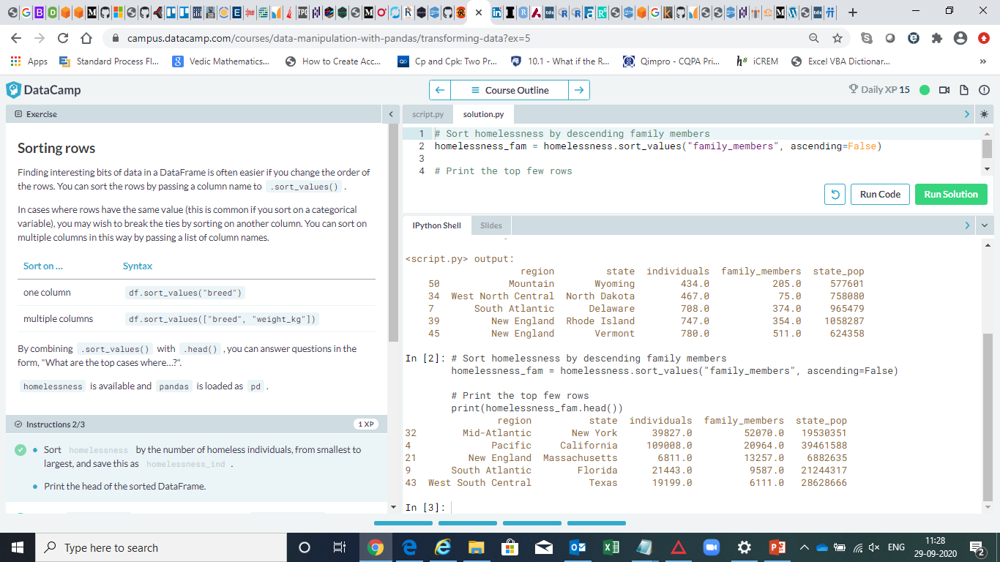 campus.datacamp.com/courses/data-manipulation-with-pandas/transforming-data?ex=5
Apps Standard Process Fl... Vedic Mathematics... How to Create Acc... Cp and Cpk: Two Pr... 10.1 - What if the R... Qimpro - CQPA Pri... iCREM Excel VBA Dictionar... »
DataCamp
Course Outline
Daily XP 15
Exercise
Sorting rows
Finding interesting bits of data in a DataFrame is often easier if you change the order of
the rows. You can sort the rows by passing a column name to .sort_values() .
In cases where rows have the same value (this is common if you sort on a categorical
variable), you may wish to break the ties by sorting on another column. You can sort on
multiple columns in this way by passing a list of column names.
Sort on ... Syntax
one column df.sort_values("breed")
multiple columns df.sort_values(["breed", "weight_kg"])
By combining .sort_values() with .head() , you can answer questions in the
form, "What are the top cases where...?".
homelessness is available and pandas is loaded as pd .
Instructions 2/3 1 XP
Sort homelessness by the number of homeless individuals, from smallest to
largest, and save this as homelessness_ind .
Print the head of the sorted DataFrame.
script.py solution.py
1 # Sort homelessness by descending family members
2 homelessness_fam = homelessness.sort_values("family_members", ascending=False)
3
4 # Print the top few rows
Run Code Run Solution
IPython Shell Slides
<script.py> output:
region state individuals family_members state_pop
50 Mountain Wyoming 434.0 205.0 577601
34 West North Central North Dakota 467.0 75.0 758080
7 South Atlantic Delaware 708.0 374.0 965479
39 New England Rhode Island 747.0 354.0 1058287
45 New England Vermont 780.0 511.0 624358
In [2]: # Sort homelessness by descending family members
homelessness_fam = homelessness.sort_values("family_members", ascending=False)
# Print the top few rows
print(homelessness_fam.head())
region state individuals family_members state_pop
32 Mid-Atlantic New York 39827.0 52070.0 19530351
4 Pacific California 109008.0 20964.0 39461588
21 New England Massachusetts 6811.0 13257.0 6882635
9 South Atlantic Florida 21443.0 9587.0 21244317
43 West South Central Texas 19199.0 6111.0 28628666
In [3]:
Type here to search
ENG
11:28
29-09-2020
2